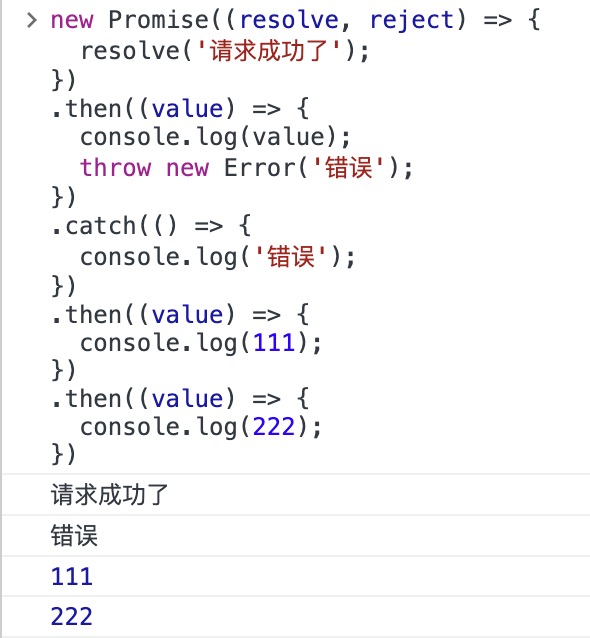 > new Promise((resolve, reject) => {
  resolve('请求成功了');
})
.then((value) => {
  console.log(value);
  throw new Error('错误');
})
.catch(() => {
  console.log('错误');
})
.then((value) => {
  console.log(111);
})
.then((value) => {
  console.log(222);
})
请求成功了
错误
111
222